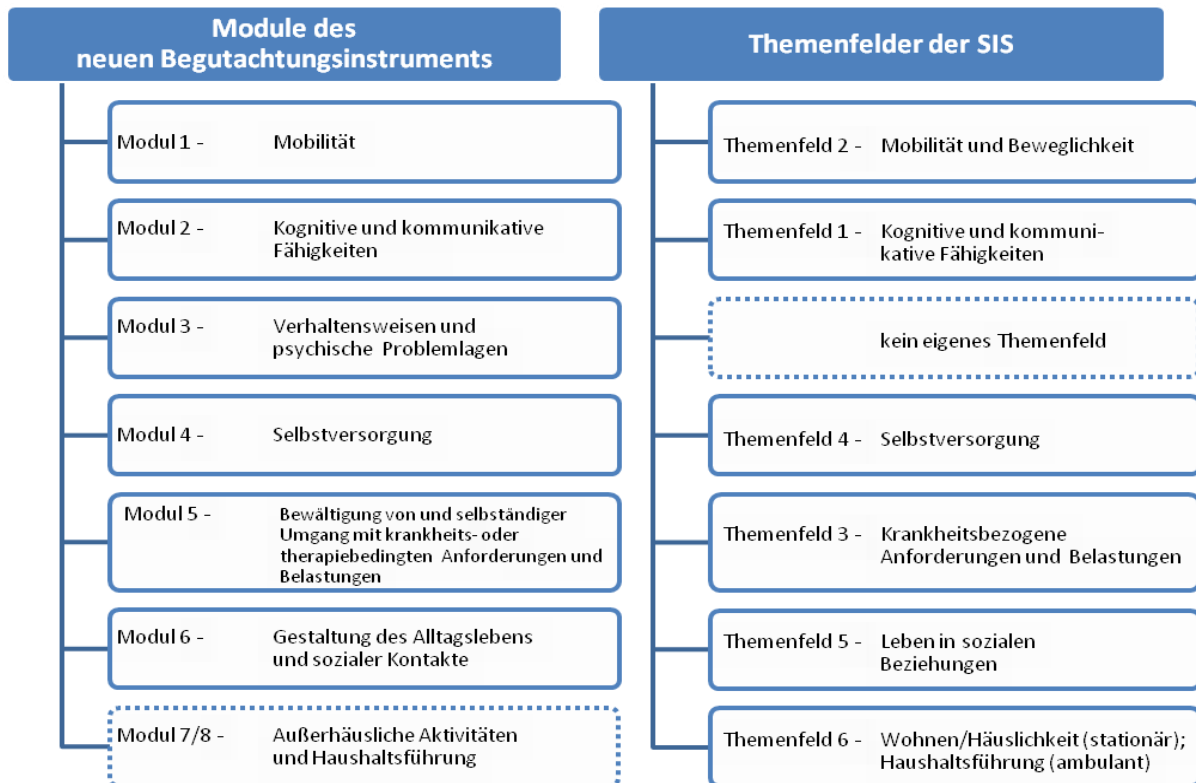 Module des
neuen Begutachtungsinstruments
Modul 1 - Mobilität
Modul 2 - Kognitive und kommunikative
Fähigkeiten
Modul 3 - Verhaltensweisen und
psychische Problemlagen
Modul 4 - Selbstversorgung
Modul 5 - Bewältigung von und selbständiger
Umgang mit krankheits- oder
therapiebedingten Anforderungen und
Belastungen
Modul 6 - Gestaltung des Alltagslebens
und sozialer Kontakte
Modul 7/8 - Außerhäusliche Aktivitäten
und Haushaltsführung
Themenfelder der SIS
Themenfeld 2 - Mobilität und Beweglichkeit
Themenfeld 1 - Kognitive und kommuni-
kative Fähigkeiten
kein eigenes Themenfeld
Themenfeld 4 - Selbstversorgung
Themenfeld 3 - Krankheitsbezogene
Anforderungen und Belastungen
Themenfeld 5 - Leben in sozialen
Beziehungen
Themenfeld 6 - Wohnen/Häuslichkeit (stationär);
Haushaltsführung (ambulant)